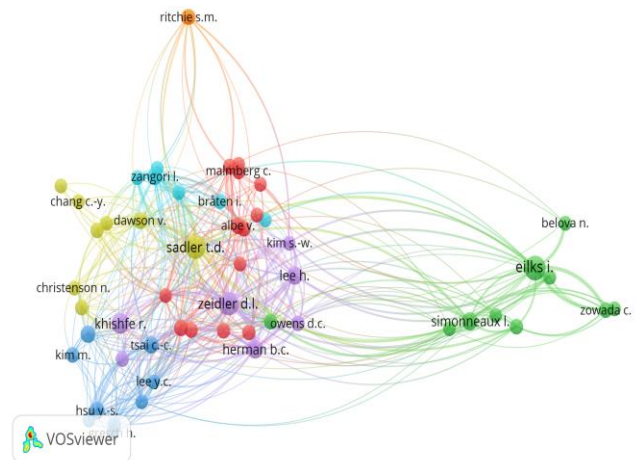 ritchie s.m.
zangori l.
malmberg c.
chang c.-y.
bråten i.
dawson v.
albe v.
belova n.
sadler t.d.
kim s.-w.
lee h.
eilks i.
christenson n.
zeidler d.l.
zowada c.
khishfe r.
owens d.c.
simonneaux l.
tsai c.-c.
herman b.c.
kim m.
lee y.c.
hsu y.-s.
VOSviewer